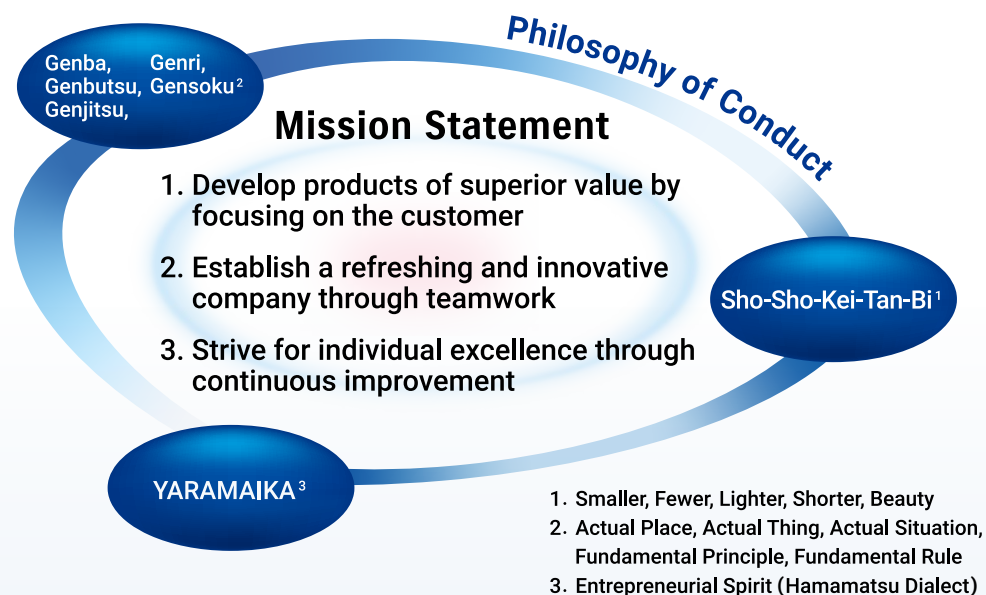 Philosophy of Conduct
Genba, Genri,
Genbutsu, Gensoku²
Genjitsu,
Mission Statement
1. Develop products of superior value by
focusing on the customer
2. Establish a refreshing and innovative
company through teamwork
3. Strive for individual excellence through
continuous improvement
Sho-Sho-Kei-Tan-Bi¹
YARAMAIKA³
1. Smaller, Fewer, Lighter, Shorter, Beauty
2. Actual Place, Actual Thing, Actual Situation,
Fundamental Principle, Fundamental Rule
3. Entrepreneurial Spirit (Hamamatsu Dialect)